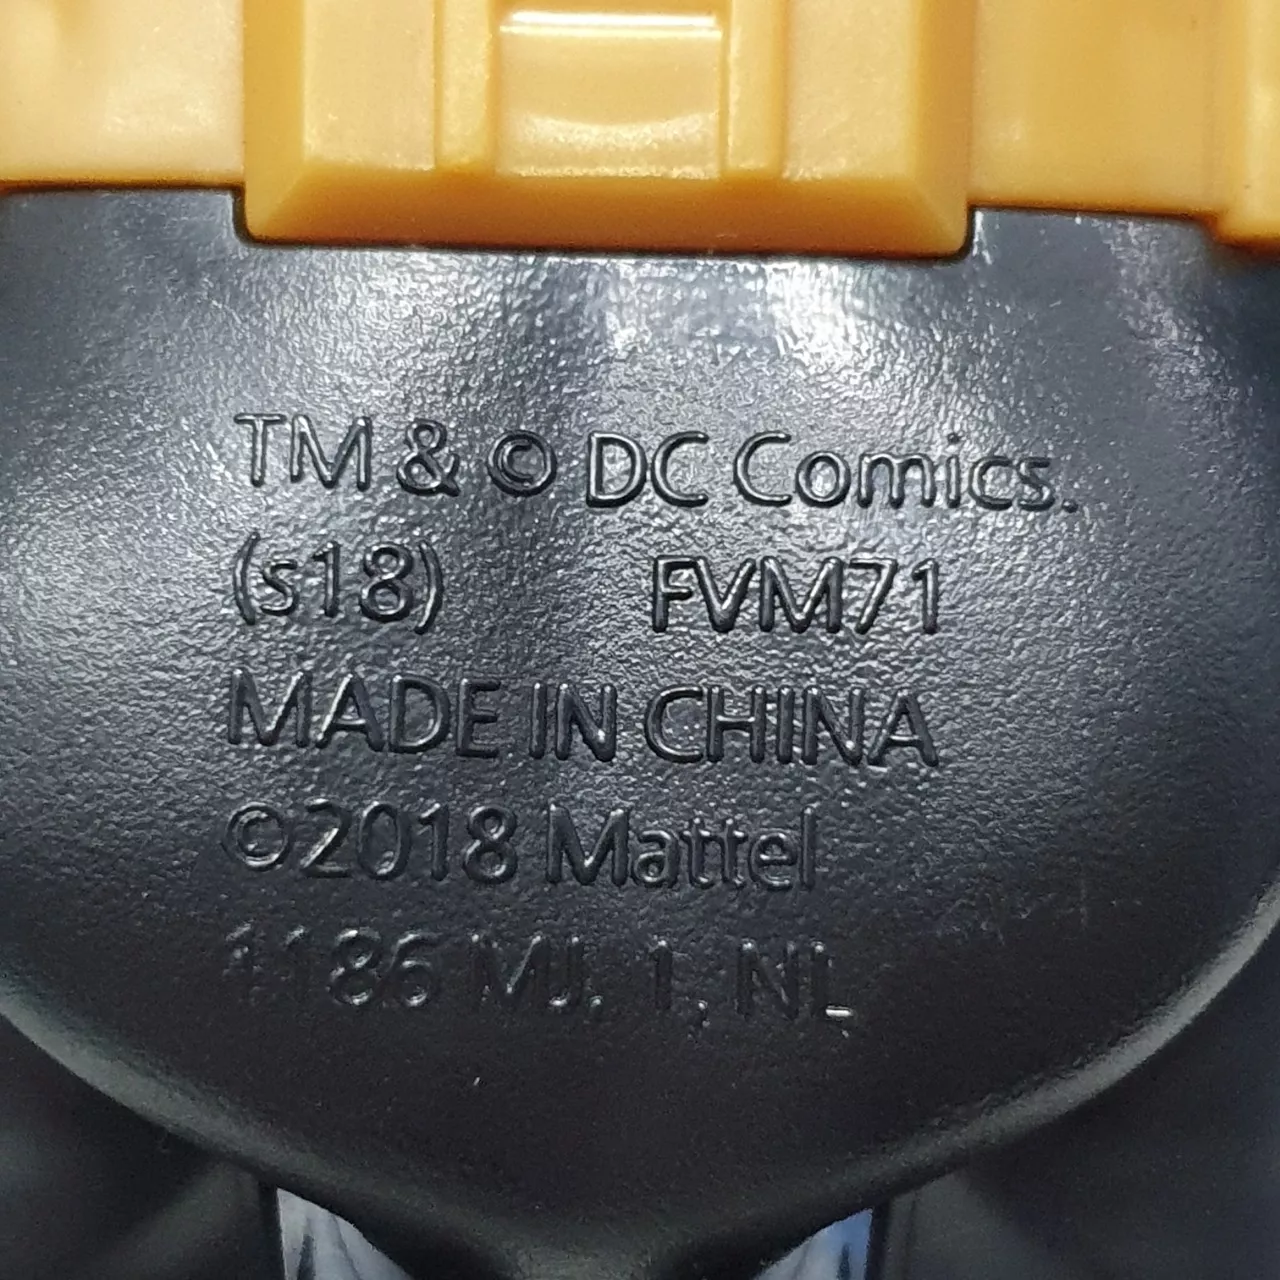 TM & © DC Comics.
(s18) FVM71
MADE IN CHINA
©2018 Mattel
1186 MJ. 1, NL